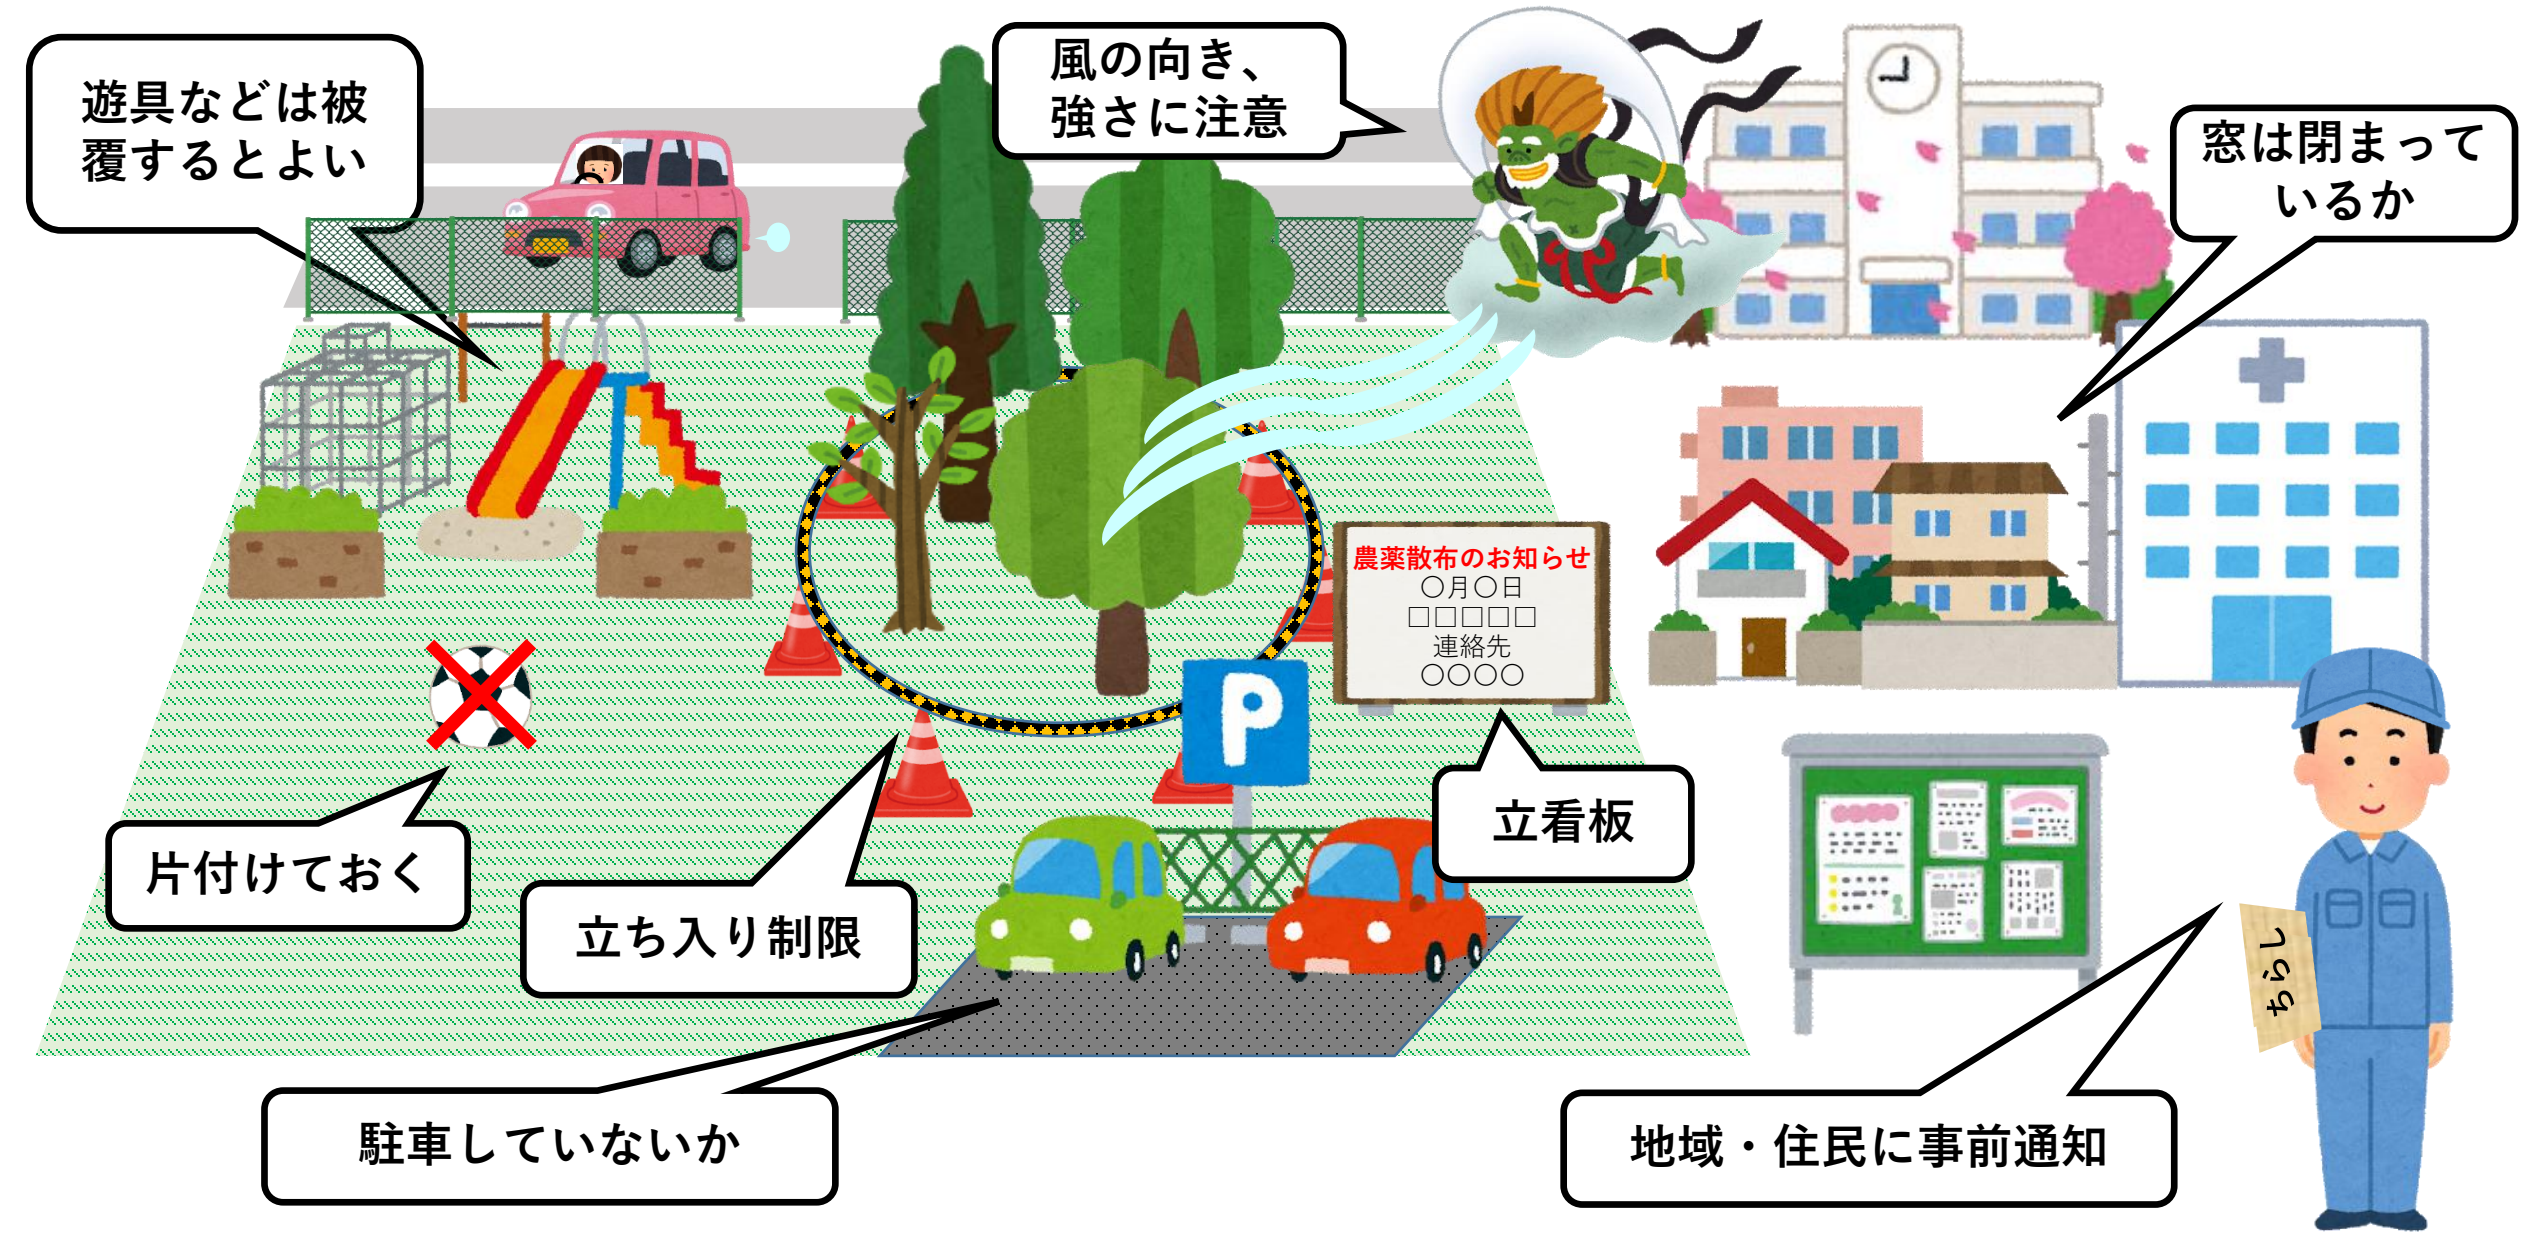 遊具などは被
覆するとよい
風の向き、
強さに注意
窓は閉まって
いるか
農薬散布のお知らせ
〇月〇日
□□□□□
連絡先
〇〇〇〇
P
立看板
片付けておく
立ち入り制限
ちらし
駐車していないか
地域・住民に事前通知